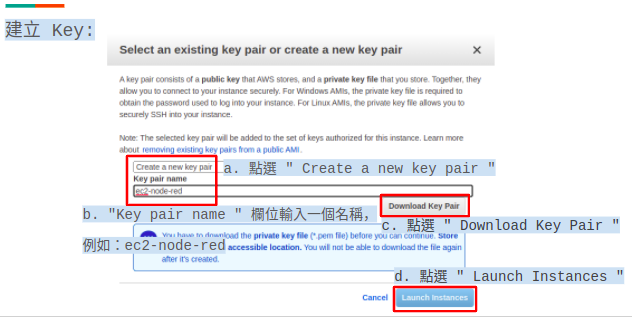 建立 Key:
Select an existing key pair or create a new key pair ×
A key pair consists of a public key that AWS stores, and a private key file that you store. Together, they
allow you to connect to your instance securely. For Windows AMIs, the private key file is required to
obtain the password used to log into your instance. For Linux AMIs, the private key file allows you to
securely SSH into your instance.
Note: The selected key pair will be added to the set of keys authorized for this instance. Learn more
about removing existing key pairs from a public AMI.
Create a new key pair
a. 點選 " Create a new key pair "
Key pair name
ec2-node-red
Download Key Pair
b. "Key pair name " 欄位輸入一個名稱,
c. 點選 " Download Key Pair "
例如：ec2-node-red
You have to download the private key file (*.pem file) before you can continue. Store
accessible location. You will not be able to download the file again
after it's created.
d. 點選 " Launch Instances "
Cancel Launch Instances